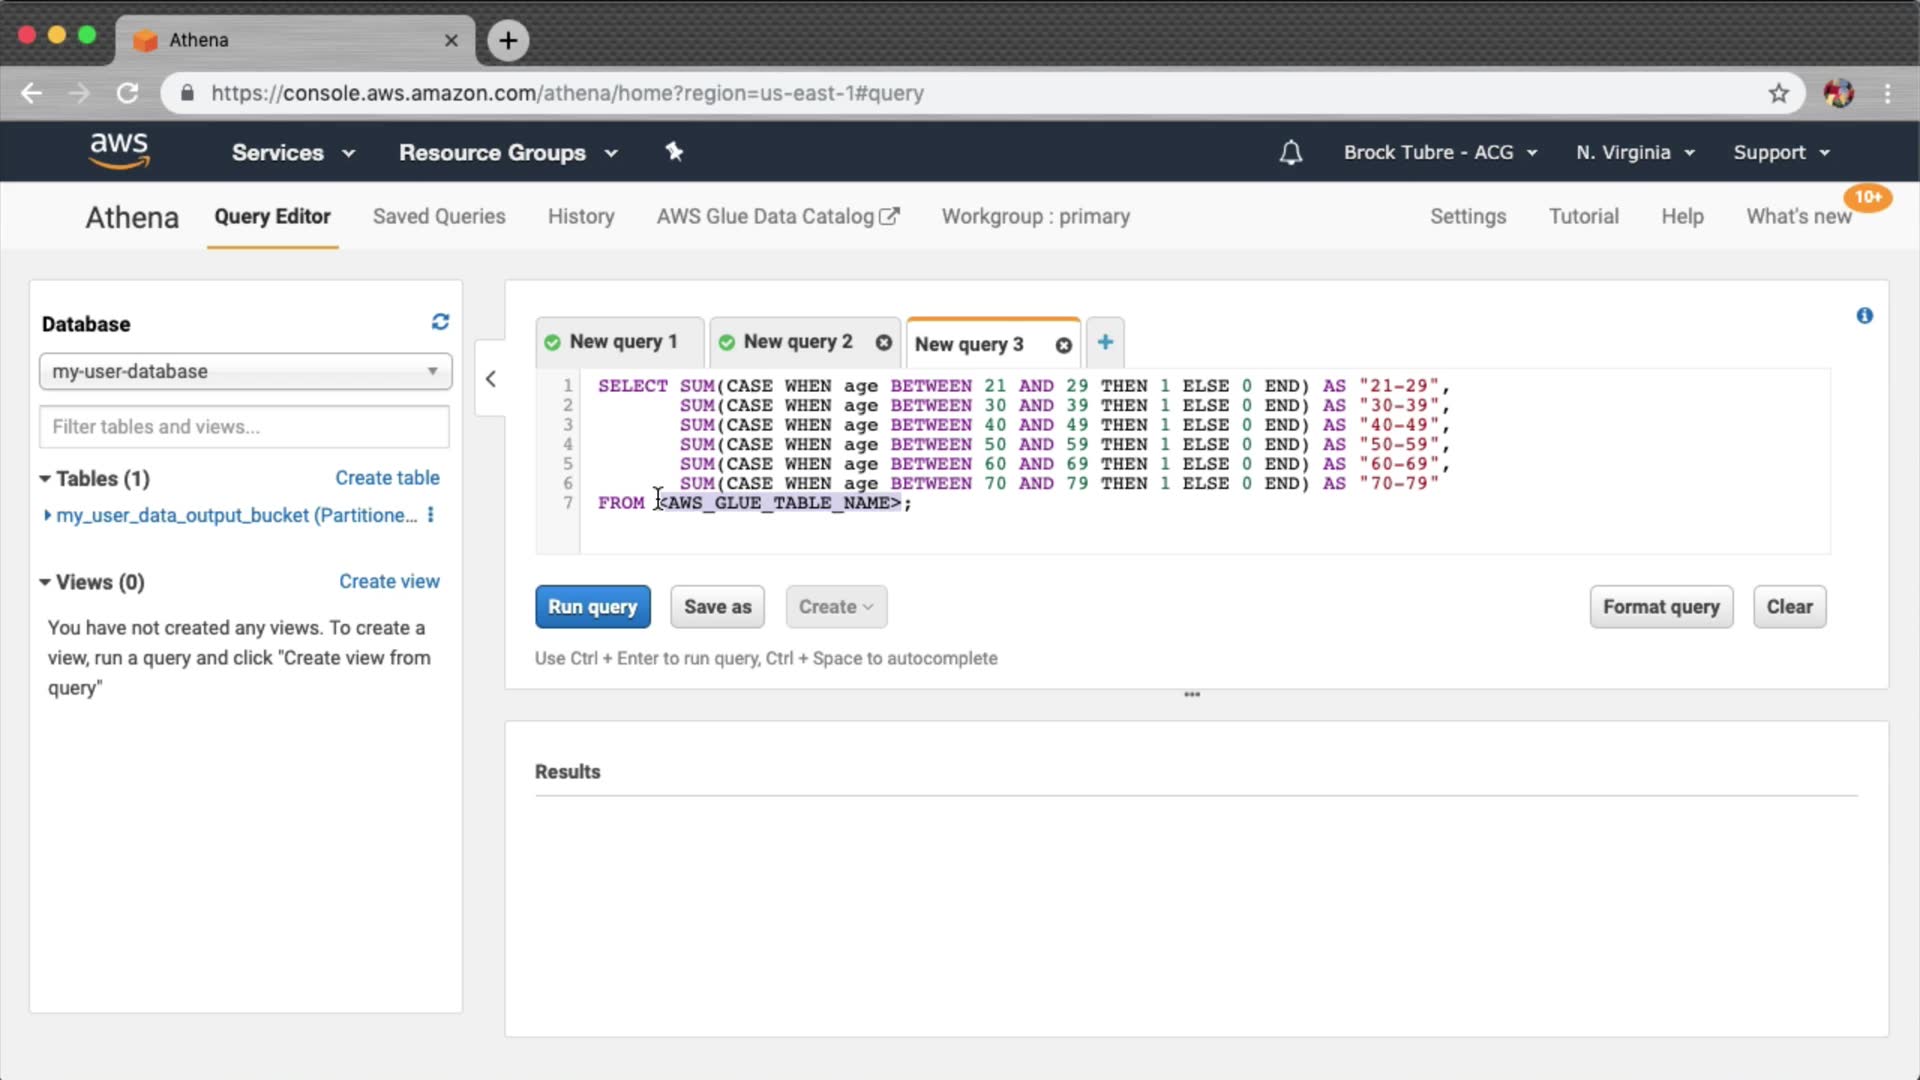 Athena
https://console.aws.amazon.com/athena/home?region=us-east-1#query
aws
Services
Resource Groups
Brock Tubre - ACG
N. Virginia
Support
Athena
Query Editor
Saved Queries
History
AWS Glue Data Catalog
Workgroup : primary
Settings
Tutorial
Help
What's new
10+
Database
my-user-database
Filter tables and views...
Tables (1)
Create table
my_user_data_output_bucket (Partitione...
Views (0)
Create view
You have not created any views. To create a
view, run a query and click "Create view from
query"
New query 1
New query 2
New query 3
1 SELECT SUM(CASE WHEN age BETWEEN 21 AND 29 THEN 1 ELSE 0 END) AS "21-29",
2 SUM(CASE WHEN age BETWEEN 30 AND 39 THEN 1 ELSE 0 END) AS "30-39",
3 SUM(CASE WHEN age BETWEEN 40 AND 49 THEN 1 ELSE 0 END) AS "40-49",
4 SUM(CASE WHEN age BETWEEN 50 AND 59 THEN 1 ELSE 0 END) AS "50-59",
5 SUM(CASE WHEN age BETWEEN 60 AND 69 THEN 1 ELSE 0 END) AS "60-69",
6 SUM(CASE WHEN age BETWEEN 70 AND 79 THEN 1 ELSE 0 END) AS "70-79"
7 FROM <AWS_GLUE_TABLE_NAME>;
Run query
Save as
Create
Format query
Clear
Use Ctrl + Enter to run query, Ctrl + Space to autocomplete
Results